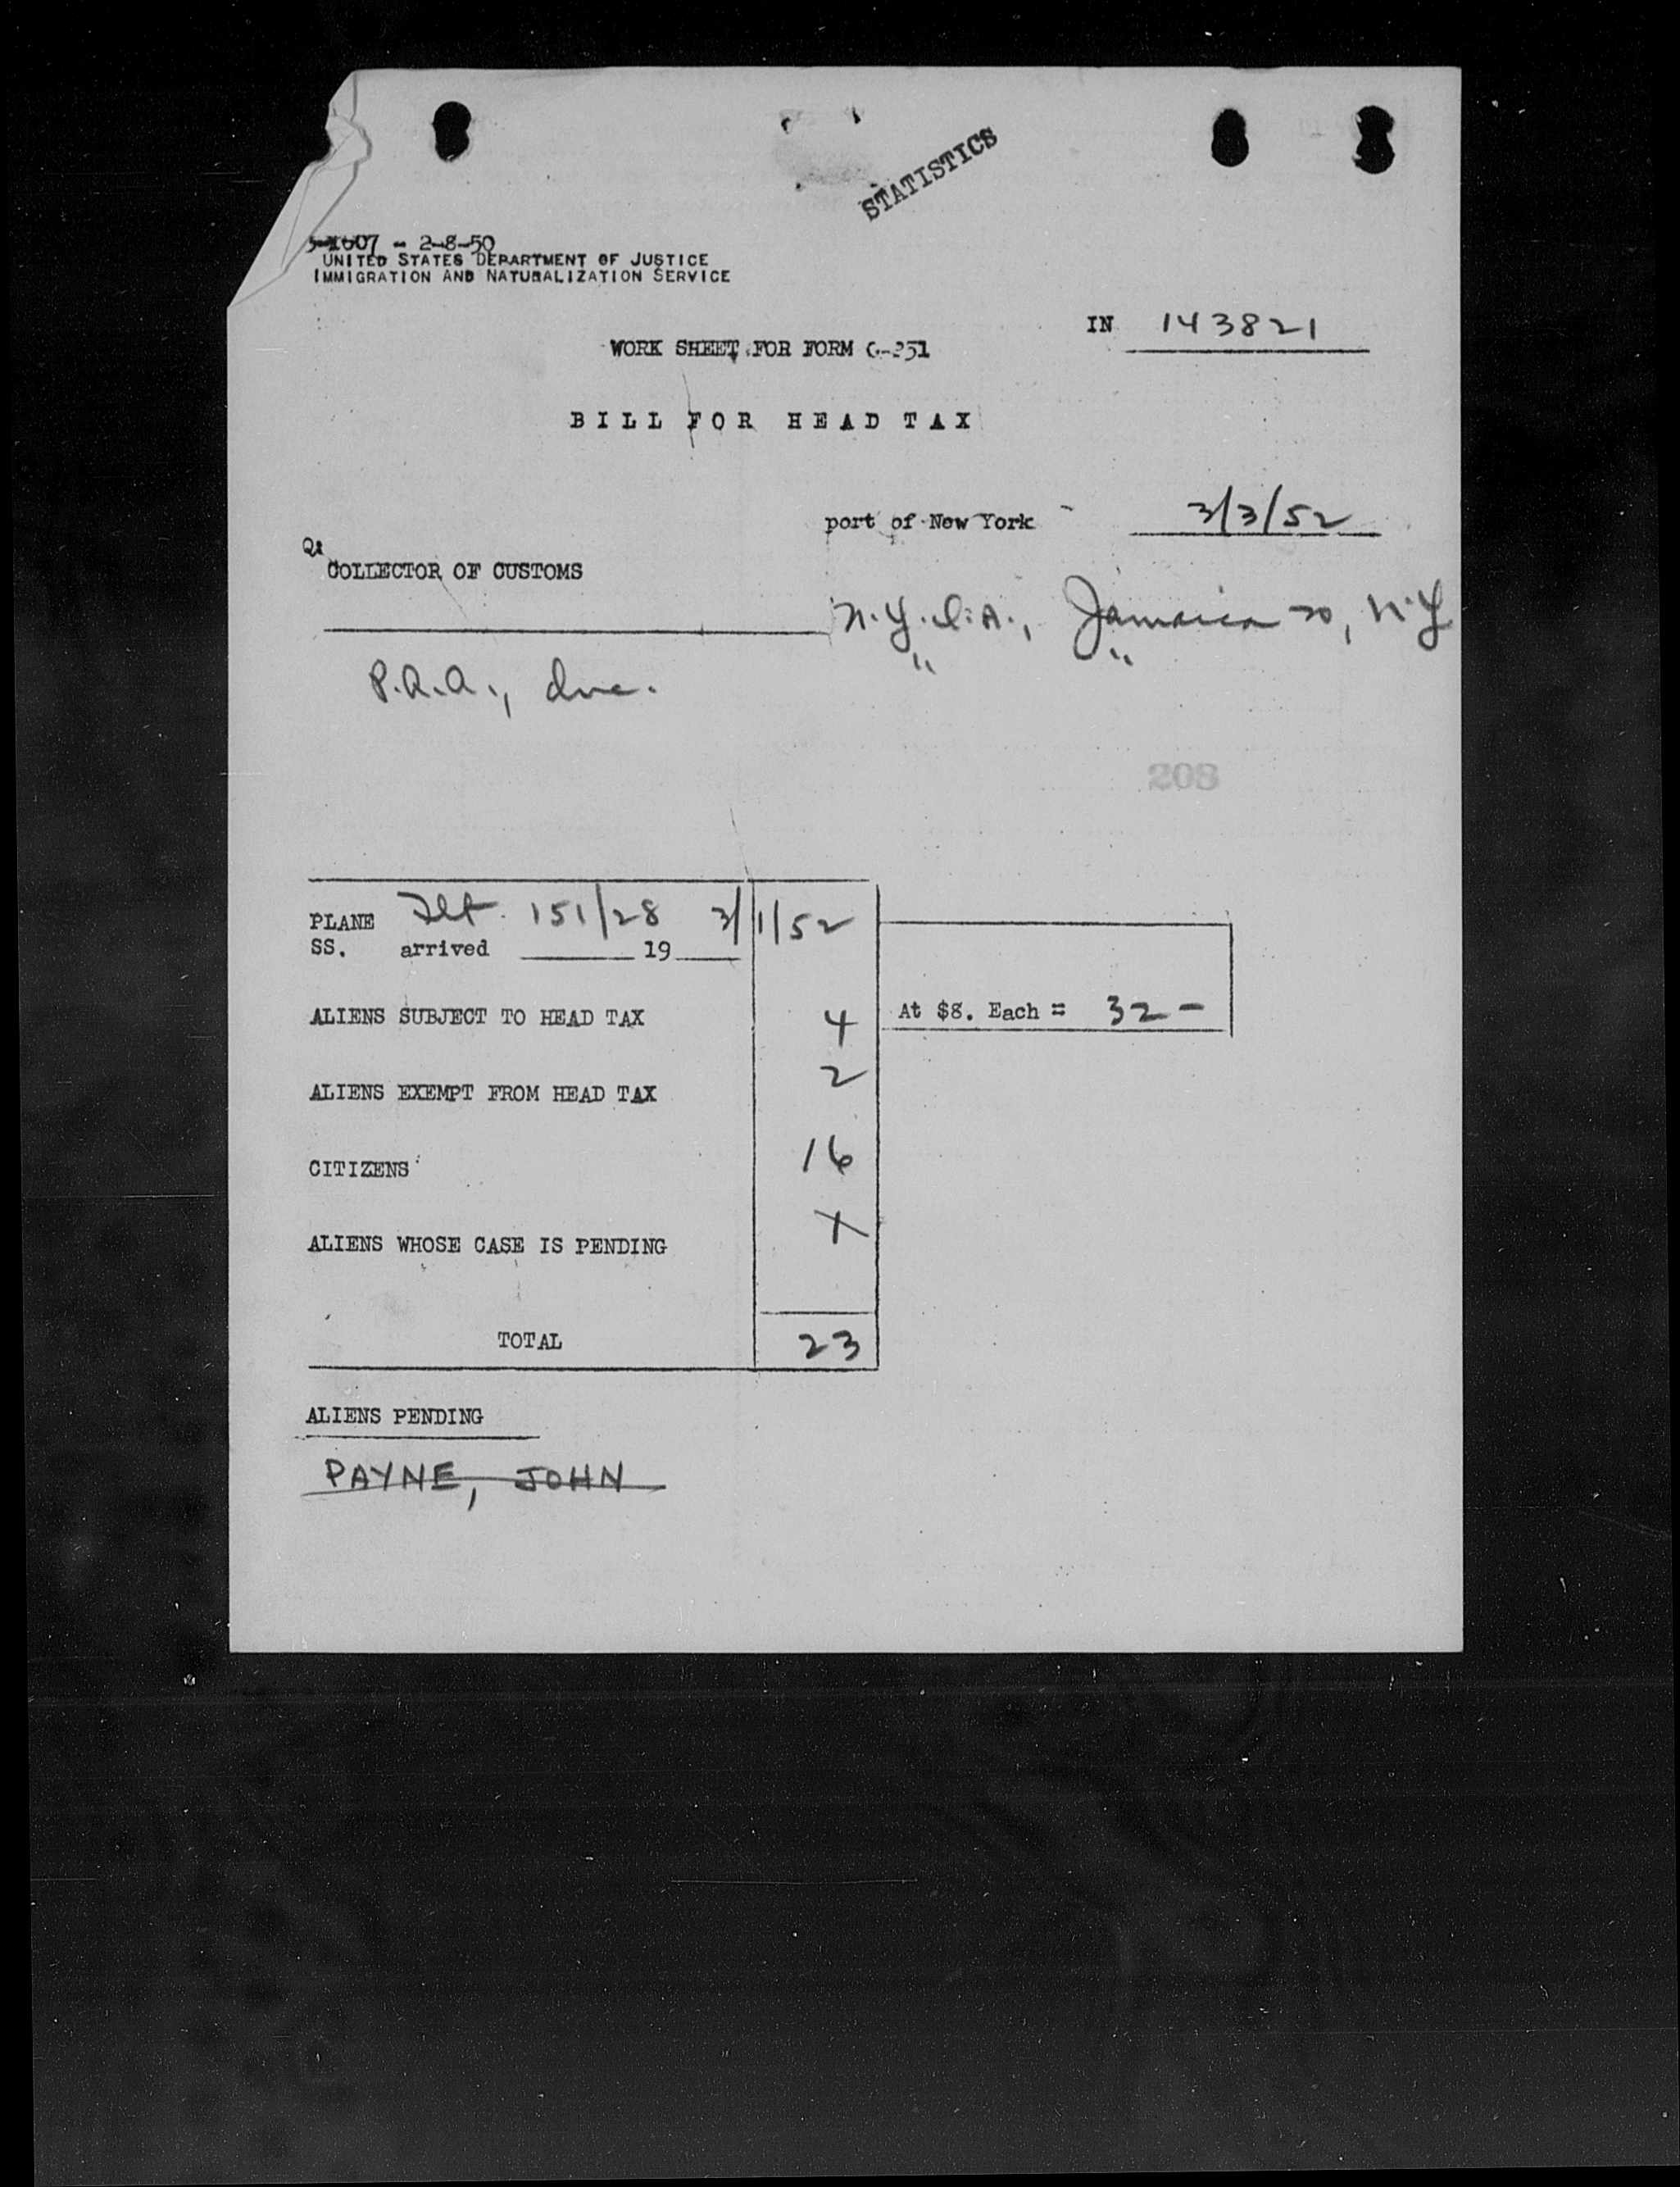 STATISTICS
-1607 - 2-8-50
UNITED STATES DEPARTMENT OF JUSTICE
IMMIGRATION AND NATURALIZATION SERVICE
IN 143821
WORK SHEET FOR FORM G-251
BILL FOR HEAD TAX
port of New York 3/3/52
COLLECTOR OF CUSTOMS
N.Y.I.A., Jamaica 30, N.Y
" "
P.A.A., Inc.
208
PLANE Flt. 151/28 3/1/52
SS. arrived ______ 19____
ALIENS SUBJECT TO HEAD TAX 4 At $8. Each = 32 -
ALIENS EXEMPT FROM HEAD TAX 2
CITIZENS 16
ALIENS WHOSE CASE IS PENDING
TOTAL 23
ALIENS PENDING
PAYNE, JOHN